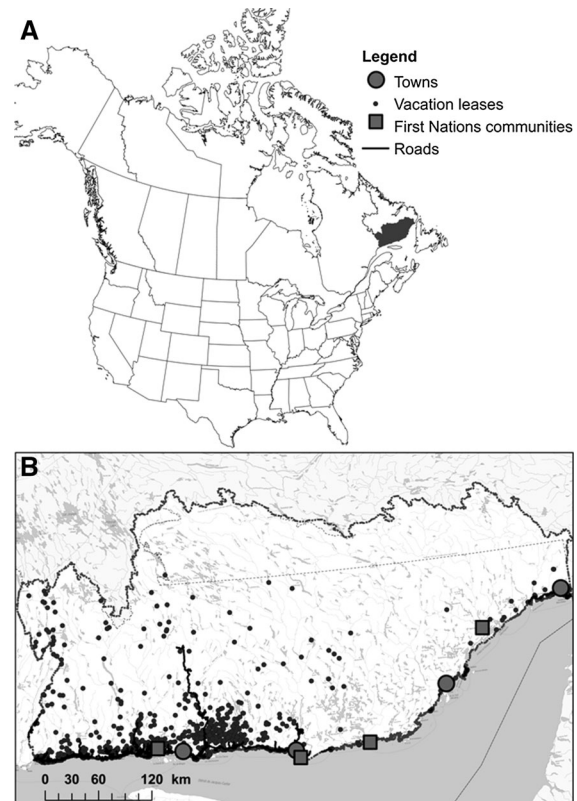 A
Legend
Towns
Vacation leases
First Nations communities
Roads
B
0 30 60 120 km